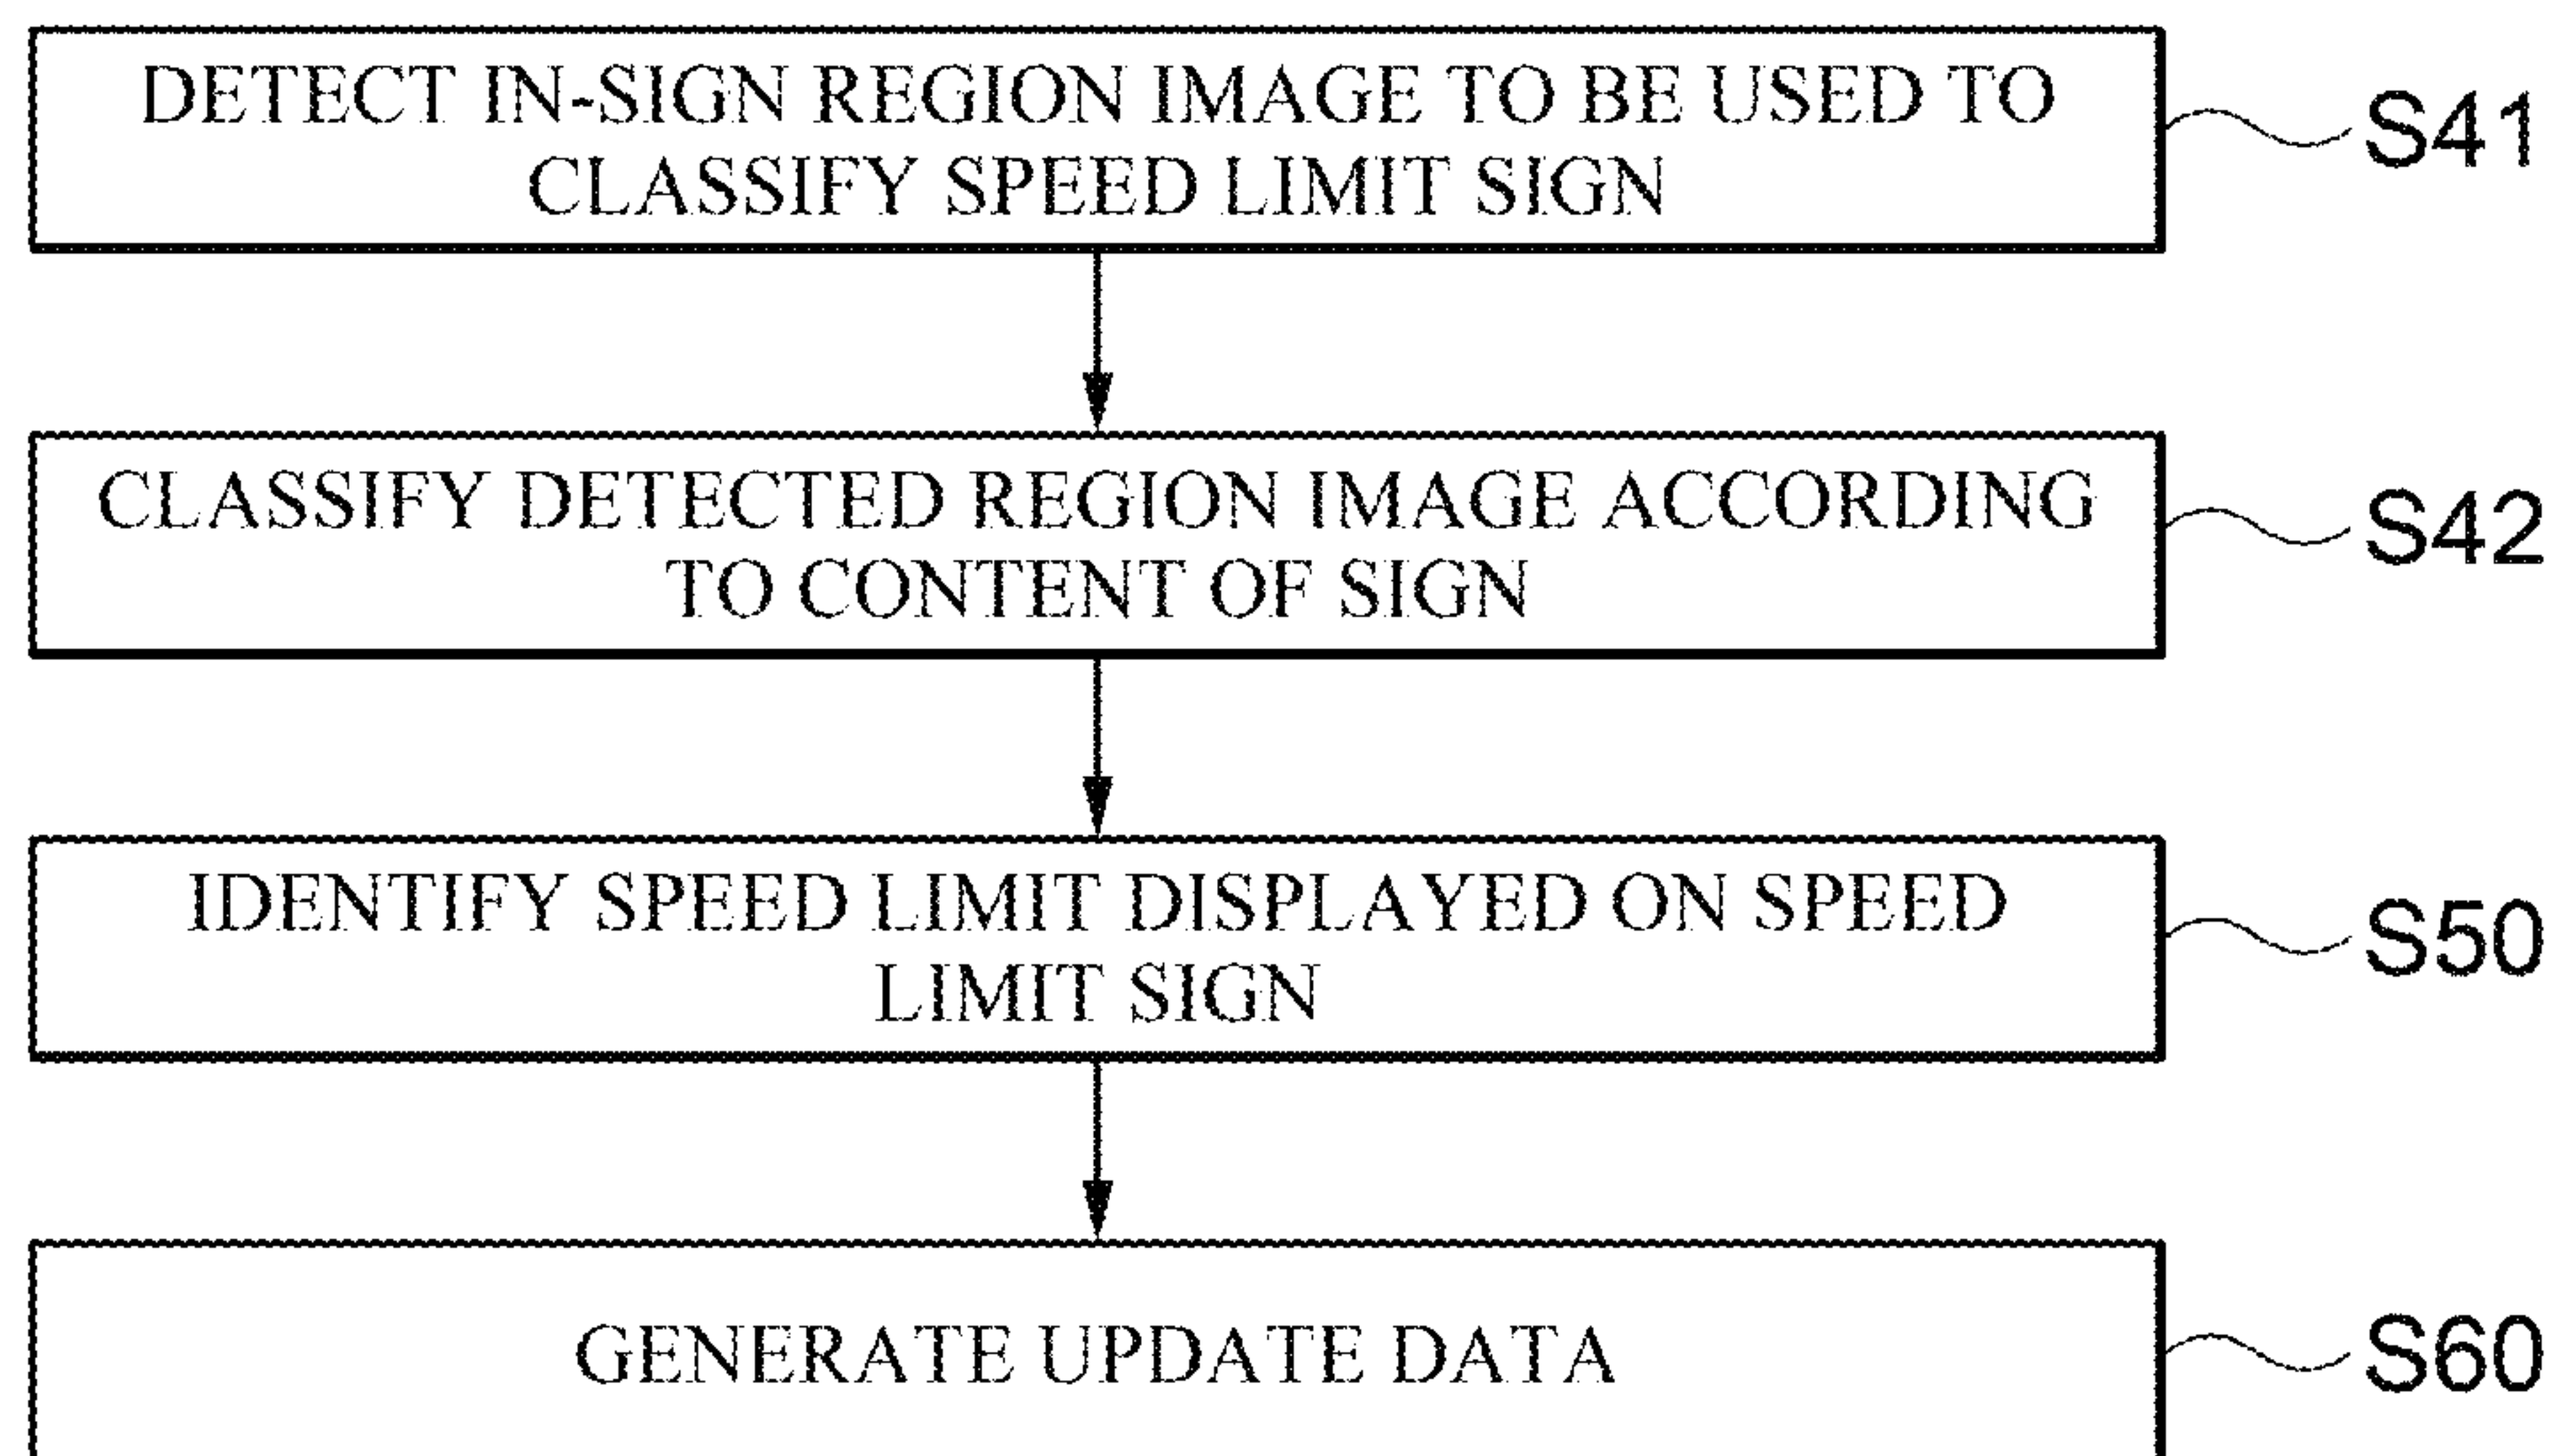 DETECT IN-SIGN REGION IMAGE TO BE USED TO
CLASSIFY SPEED LIMIT SIGN
S41
CLASSIFY DETECTED REGION IMAGE ACCORDING
TO CONTENT OF SIGN
S42
IDENTIFY SPEED LIMIT DISPLAYED ON SPEED
LIMIT SIGN
S50
GENERATE UPDATE DATA
S60